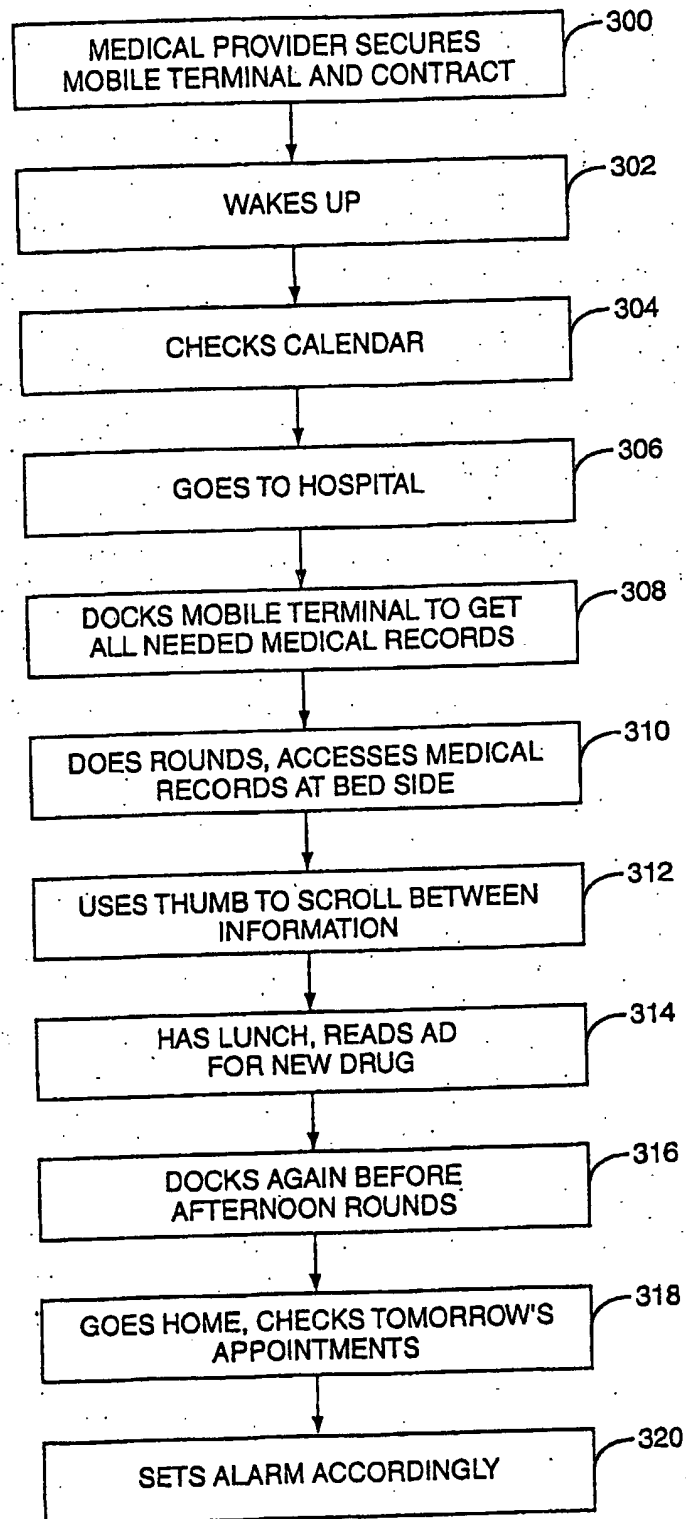 MEDICAL PROVIDER SECURES
MOBILE TERMINAL AND CONTRACT
300
WAKES UP
302
CHECKS CALENDAR
304
GOES TO HOSPITAL
306
DOCKS MOBILE TERMINAL TO GET
ALL NEEDED MEDICAL RECORDS
308
DOES ROUNDS, ACCESSES MEDICAL
RECORDS AT BED SIDE
310
USES THUMB TO SCROLL BETWEEN
INFORMATION
312
HAS LUNCH, READS AD
FOR NEW DRUG
314
DOCKS AGAIN BEFORE
AFTERNOON ROUNDS
316
GOES HOME, CHECKS TOMORROW'S
APPOINTMENTS
318
SETS ALARM ACCORDINGLY
320